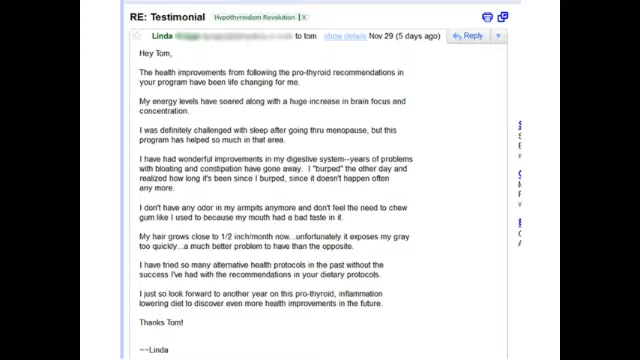 RE: Testimonial Hypothyroidism Revolution | X
Linda to tom show details Nov 29 (5 days ago) Reply
Hey Tom,
The health improvements from following the pro-thyroid recommendations in
your program have been life changing for me.
My energy levels have soared along with a huge increase in brain focus and
concentration.
I was definitely challenged with sleep after going thru menopause, but this
program has helped so much in that area.
I have had wonderful improvements in my digestive system--years of problems
with bloating and constipation have gone away. I "burped" the other day and
realized how long it's been since I burped, since it doesn't happen often
any more.
I don't have any odor in my armpits anymore and don't feel the need to chew
gum like I used to because my mouth had a bad taste in it.
My hair grows close to 1/2 inch/month now...unfortunately it exposes my gray
too quickly...a much better problem to have than the opposite.
I have tried so many alternative health protocols in the past without the
success I've had with the recommendations in your dietary protocols.
I just so look forward to another year on this pro-thyroid, inflammation
lowering diet to discover even more health improvements in the future.
Thanks Tom!
~~Linda